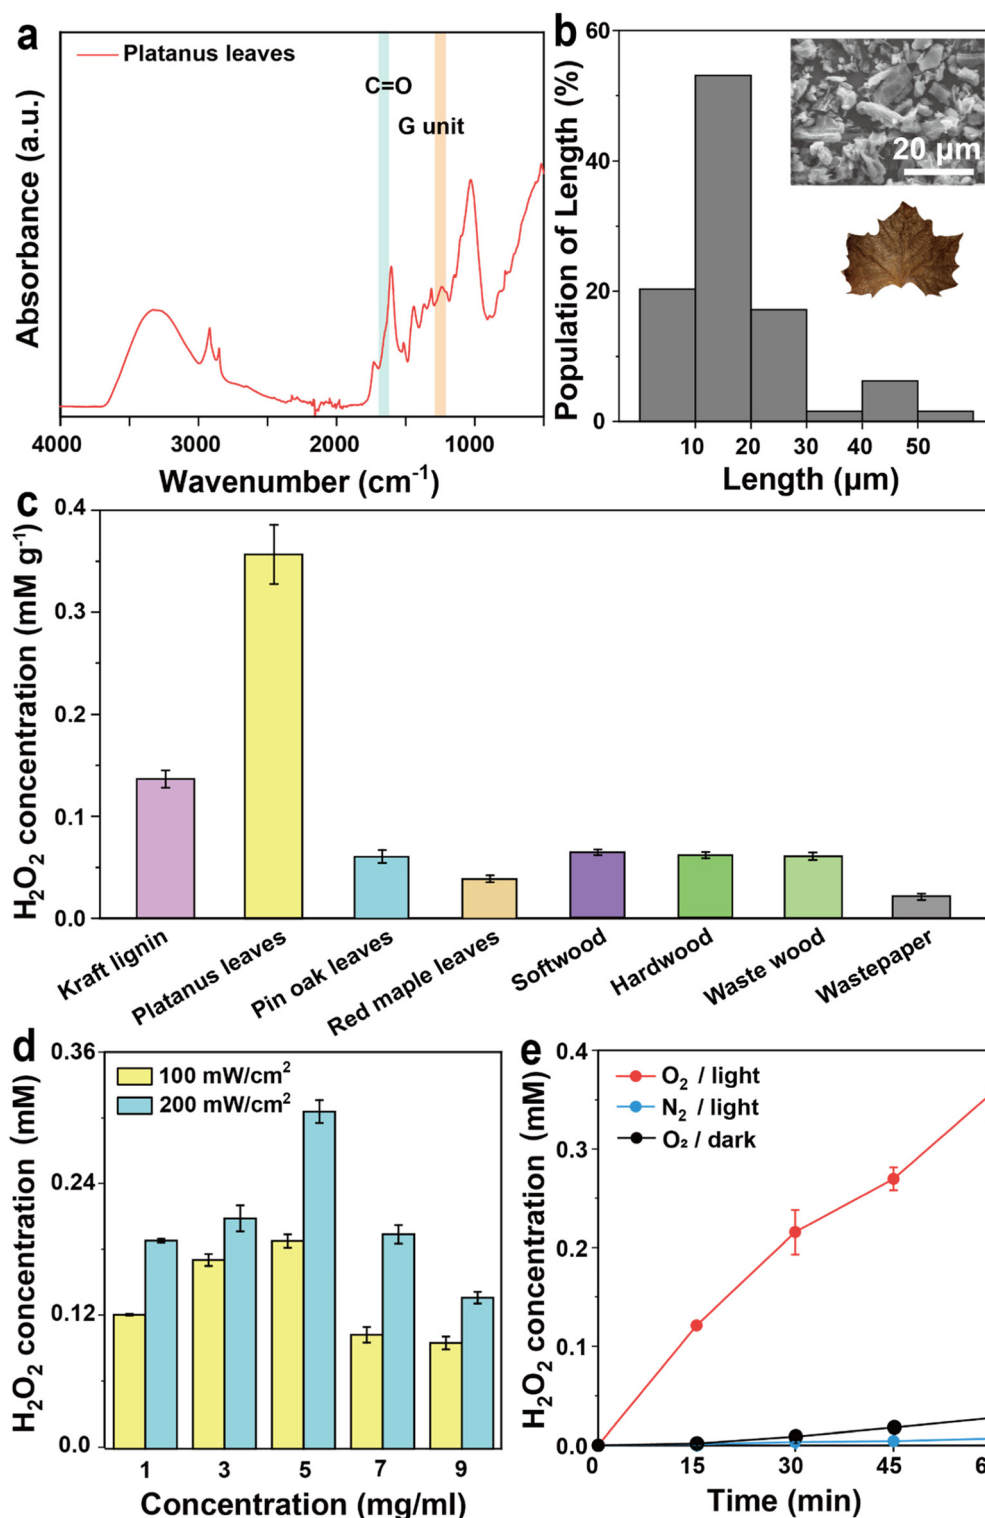 a
Platanus leaves
C=O
G unit
Absorbance (a.u.)
4000 3000 2000 1000
Wavenumber (cm⁻¹)
b
60
40
20
0
Population of Length (%)
20 μm
10 20 30 40 50
Length (μm)
c
0.4
0.3
0.2
0.1
0.0
H₂O₂ concentration (mM g⁻¹)
Kraft lignin
Platanus leaves
Pin oak leaves
Red maple leaves
Softwood
Hardwood
Waste wood
Wastepaper
d
0.36
0.24
0.12
0.0
H₂O₂ concentration (mM)
100 mW/cm²
200 mW/cm²
1 3 5 7 9
Concentration (mg/ml)
e
0.4
0.3
0.2
0.1
0.0
H₂O₂ concentration (mM)
O₂ / light
N₂ / light
O₂ / dark
0 15 30 45
Time (min)